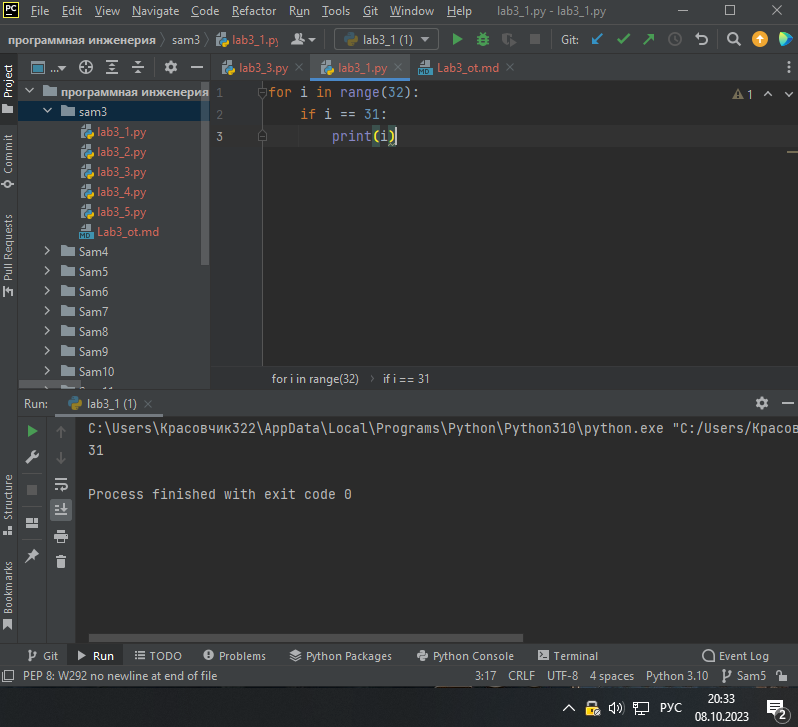 PC File Edit View Navigate Code Refactor Run Tools Git Window Help lab3_1.py - lab3_1.py
программная инженерия sam3 lab3_1.py lab3_1 (1) Git:
Project
... lab3_3.py lab3_1.py Lab3_ot.md
программная инженерия
sam3
lab3_1.py
lab3_2.py
lab3_3.py
lab3_4.py
lab3_5.py
MD Lab3_ot.md
Sam4
Sam5
Sam6
Sam7
Sam8
Sam9
Sam10
Commit
Pull Requests
1 for i in range(32):
2 if i == 31:
3 print(i)
1
for i in range(32) if i == 31
Run: lab3_1 (1)
C:\Users\Красовчик322\AppData\Local\Programs\Python\Python310\python.exe "C:/Users/Красов
31
Process finished with exit code 0
Structure
Bookmarks
Git Run TODO Problems Python Packages Python Console Terminal Event Log
PEP 8: W292 no newline at end of file 3:17 CRLF UTF-8 4 spaces Python 3.10 Sam5
РУС 20:33
08.10.2023 2